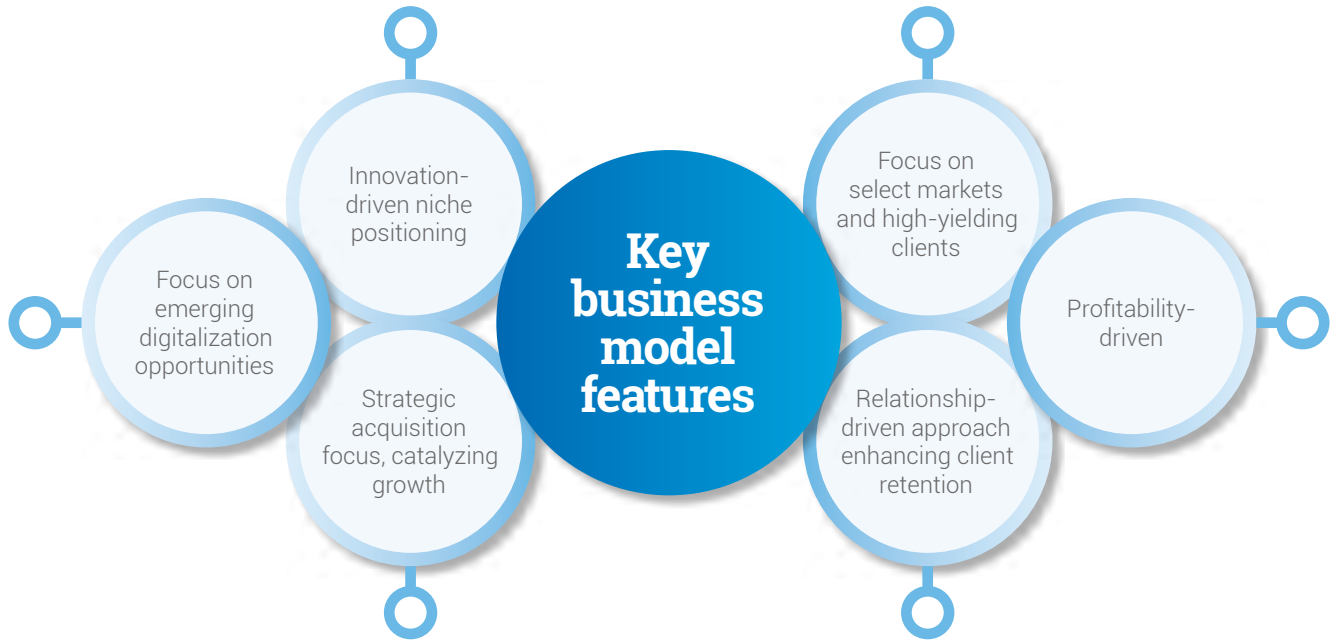 Innovation-
driven niche
positioning
Focus on
select markets
and high-yielding
clients
Focus on
emerging
digitalization
opportunities
Key
business
model
features
Profitability-
driven
Strategic
acquisition
focus, catalyzing
growth
Relationship-
driven approach
enhancing client
retention